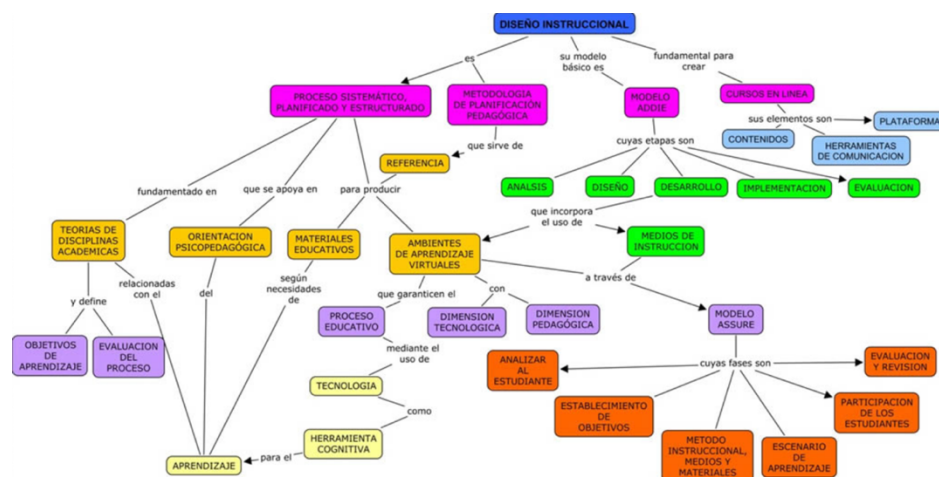 DISEÑO INSTRUCCIONAL
es
su modelo
básico es
fundamental para
crear
PROCESO SISTEMÁTICO,
PLANIFICADO Y ESTRUCTURADO
METODOLOGIA
DE PLANIFICACIÓN
PEDAGÓGICA
MODELO
ADDIE
CURSOS EN LINEA
sus elementos son
PLATAFORMA
CONTENIDOS
HERRAMIENTAS
DE COMUNICACION
que sirve de
cuyas etapas son
REFERENCIA
fundamentado en
que se apoya en
para producir
ANALSIS
DISEÑO
DESARROLLO
IMPLEMENTACION
EVALUACION
que incorpora
el uso de
TEORIAS DE
DISCIPLINAS
ACADEMICAS
ORIENTACION
PSICOPEDAGÓGICA
MATERIALES
EDUCATIVOS
AMBIENTES
DE APRENDIZAJE
VIRTUALES
MEDIOS DE
INSTRUCCION
relacionadas
con el
según
necesidades
de
a través de
y define
del
que garanticen el
con
OBJETIVOS
DE
APRENDIZAJE
EVALUACION
DEL
PROCESO
PROCESO
EDUCATIVO
DIMENSION
TECNOLOGICA
DIMENSION
PEDAGÓGICA
MODELO
ASSURE
mediante el
uso de
cuyas fases son
ANALIZAR
AL
ESTUDIANTE
EVALUACION
Y REVISION
TECNOLOGIA
como
ESTABLECIMIENTO
DE
OBJETIVOS
PARTICIPACION
DE LOS
ESTUDIANTES
HERRAMIENTA
COGNITIVA
METODO
INSTRUCCIONAL,
MEDIOS Y
MATERIALES
ESCENARIO
DE
APRENDIZAJE
para el
APRENDIZAJE